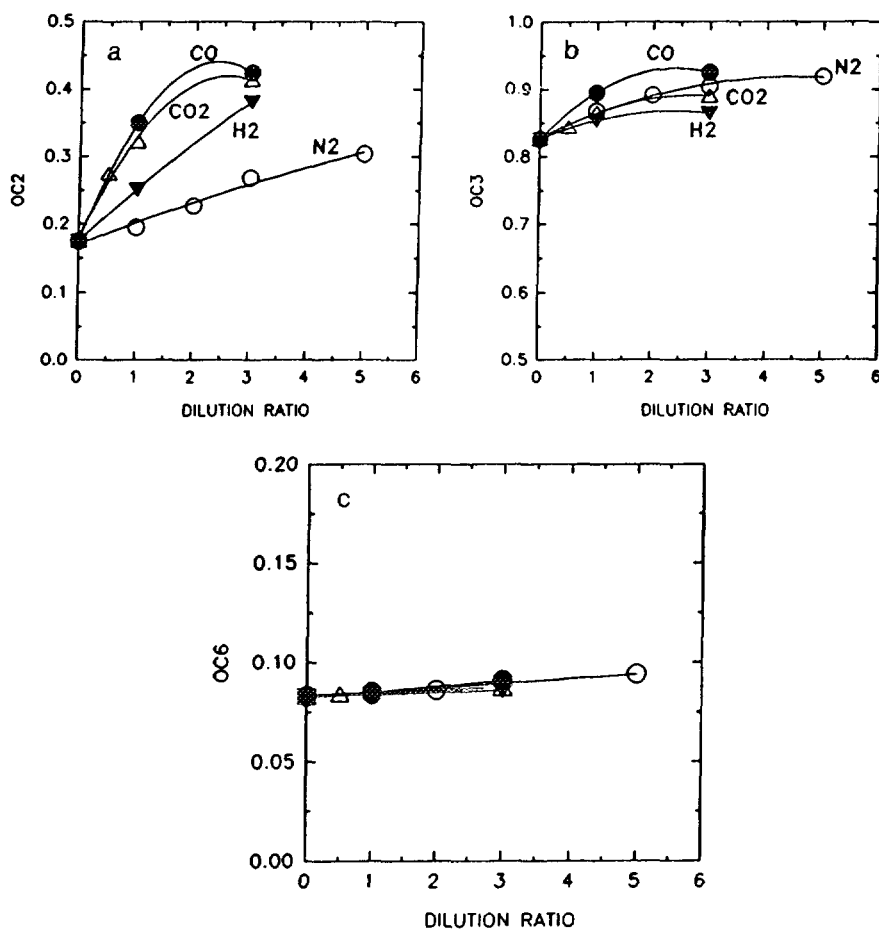 a
0.5
0.4
0.3
0.2
0.1
0.0
OC2
CO
CO2
H2
N2
0 1 2 3 4 5 6
DILUTION RATIO
b
1.0
0.9
0.8
0.7
0.6
0.5
OC3
CO
N2
CO2
H2
0 1 2 3 4 5 6
DILUTION RATIO
c
0.20
0.15
0.10
0.05
0.00
OC6
0 1 2 3 4 5 6
DILUTION RATIO